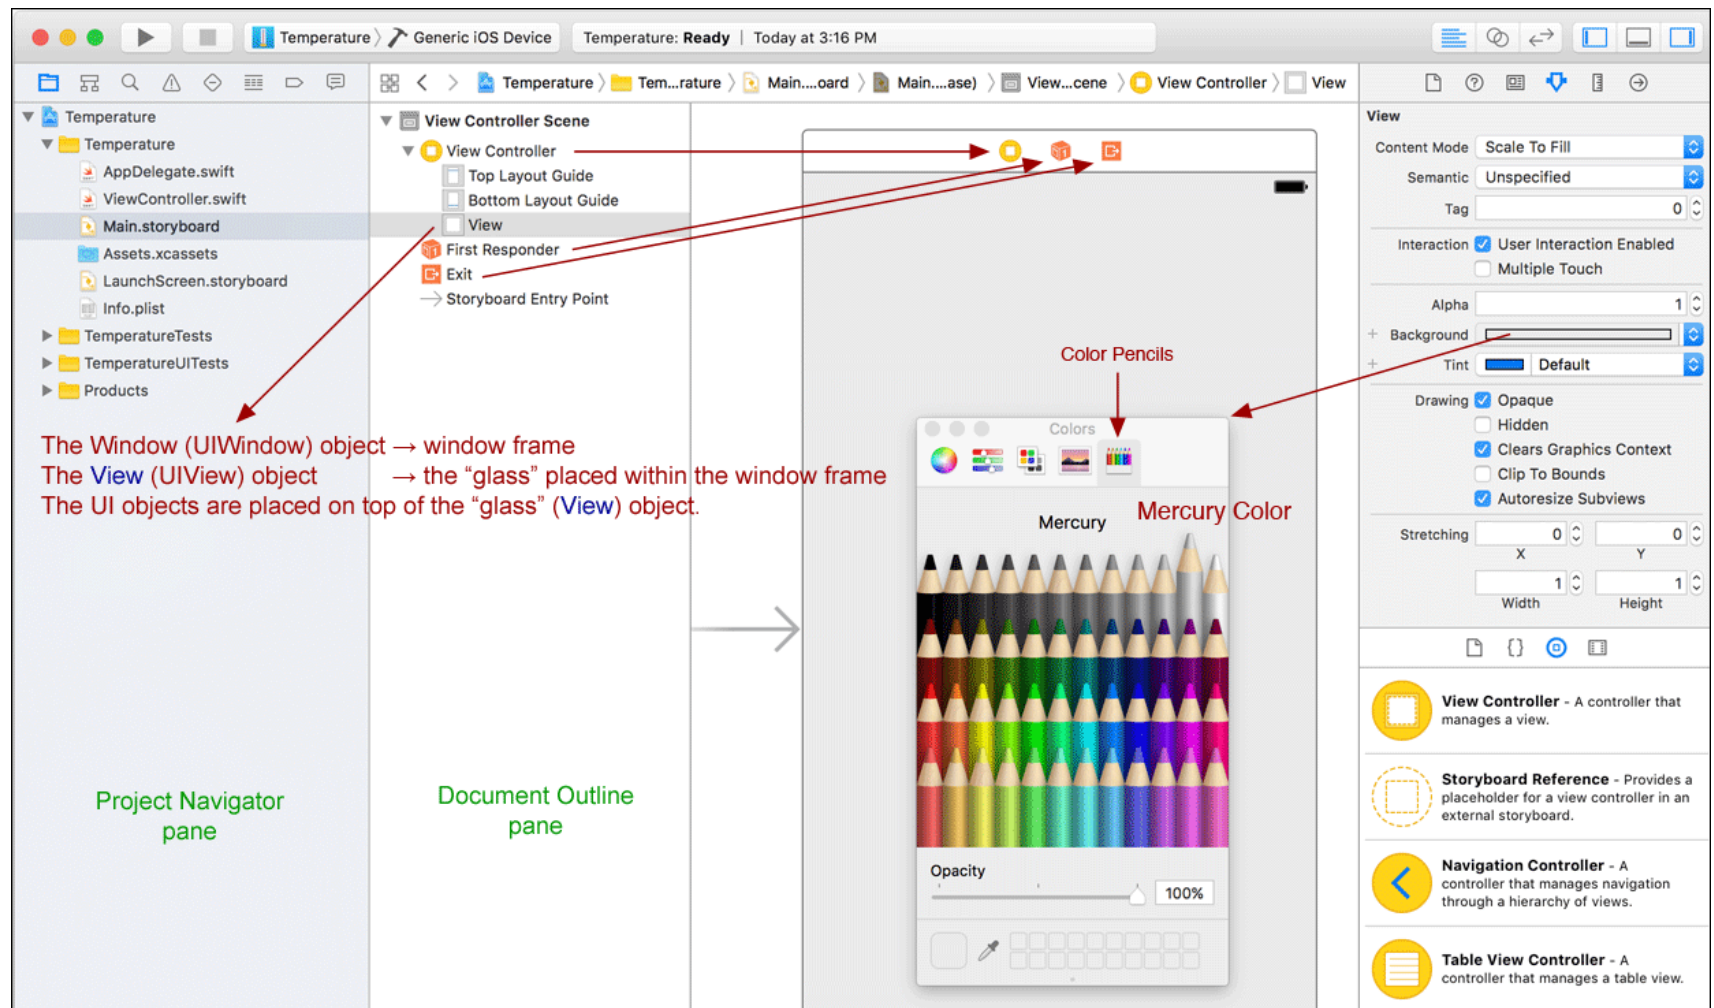 Temperature
Generic iOS Device
Temperature: Ready | Today at 3:16 PM
Temperature
Tem...rature
Main....oard
Main....ase)
View...cene
View Controller
View
Temperature
Temperature
AppDelegate.swift
ViewController.swift
Main.storyboard
Assets.xcassets
LaunchScreen.storyboard
Info.plist
TemperatureTests
TemperatureUITests
Products
View Controller Scene
View Controller
Top Layout Guide
Bottom Layout Guide
View
First Responder
Exit
Storyboard Entry Point
The Window (UIWindow) object → window frame
The View (UIView) object → the “glass” placed within the window frame
The UI objects are placed on top of the “glass” (View) object.
Project Navigator
pane
Document Outline
pane
Color Pencils
Colors
Mercury
Mercury Color
Opacity
100%
View
Content Mode Scale To Fill
Semantic Unspecified
Tag 0
Interaction User Interaction Enabled
Multiple Touch
Alpha 1
Background
Tint Default
Drawing Opaque
Hidden
Clears Graphics Context
Clip To Bounds
Autoresize Subviews
Stretching 0 0
X Y
1 1
Width Height
View Controller - A controller that
manages a view.
Storyboard Reference - Provides a
placeholder for a view controller in an
external storyboard.
Navigation Controller - A
controller that manages navigation
through a hierarchy of views.
Table View Controller - A
controller that manages a table view.